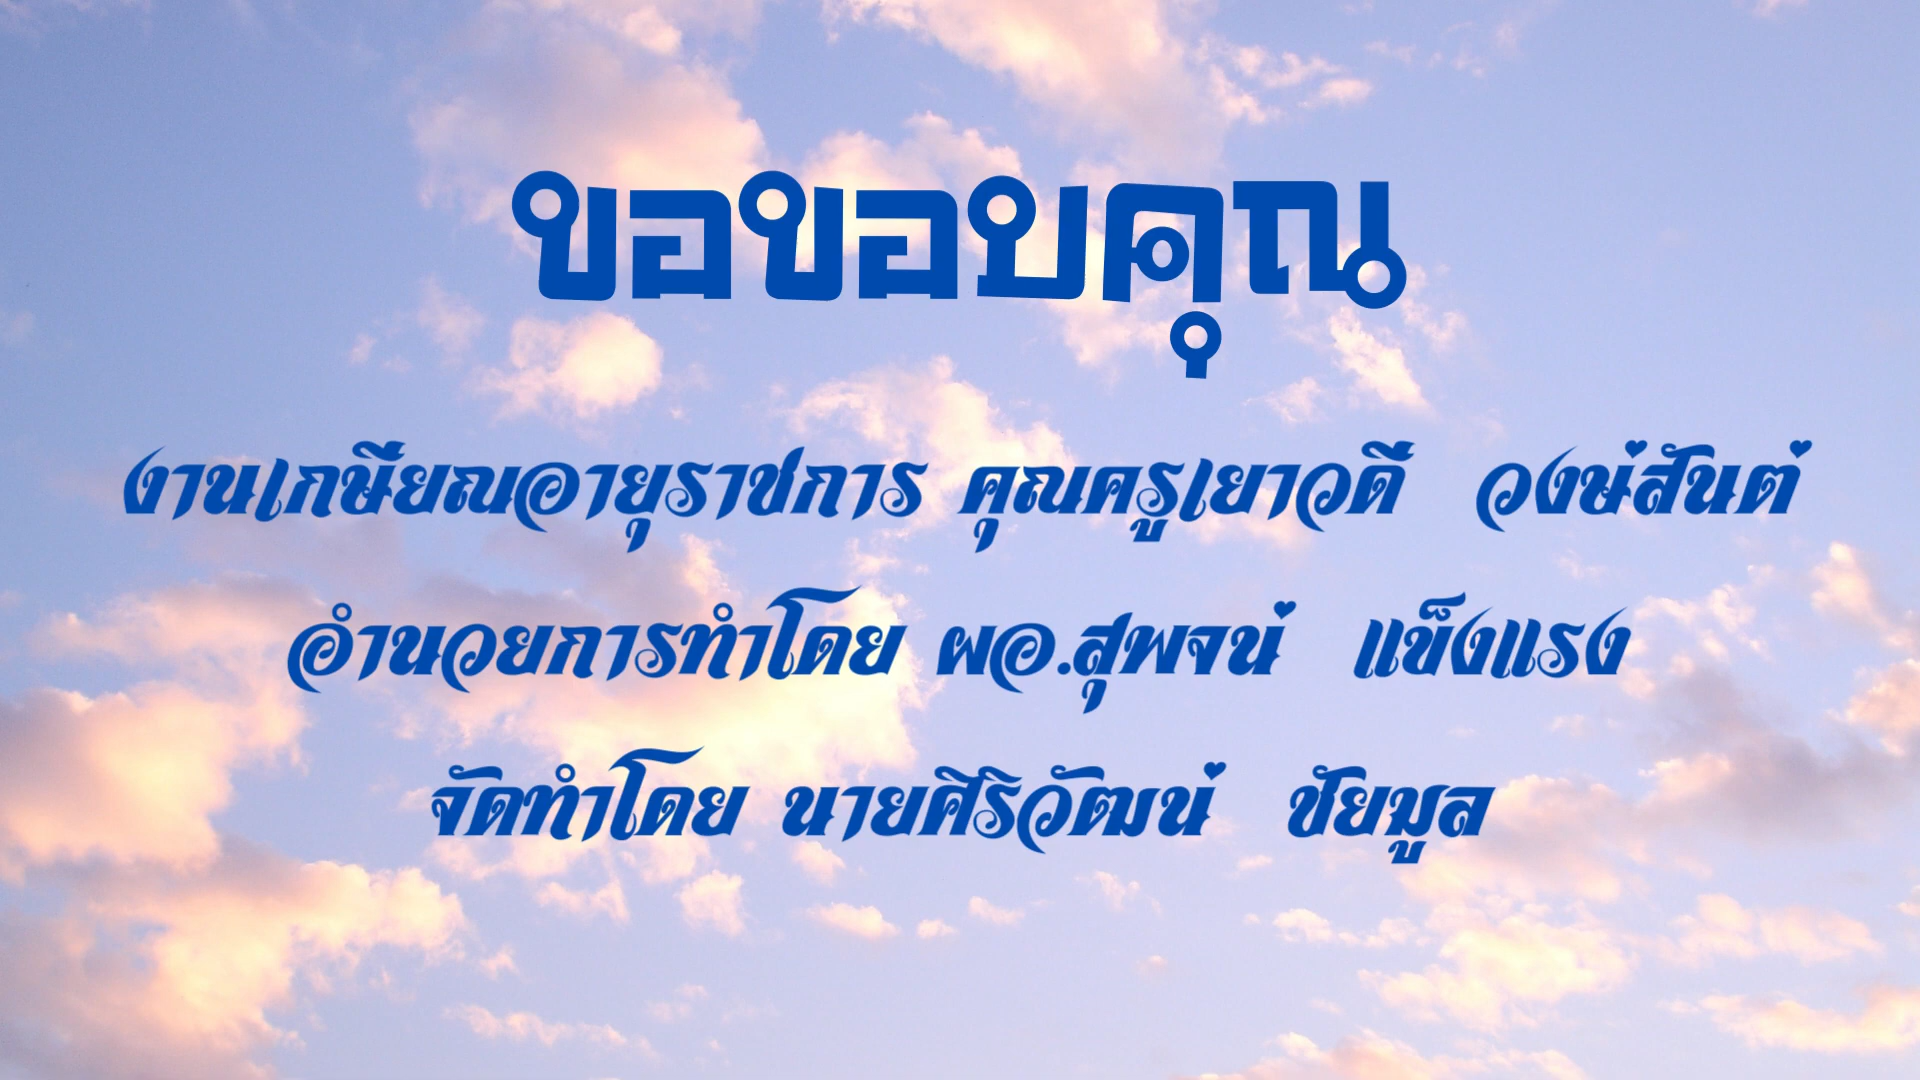 ขอขอบคุณ
งานเกษียณอายุราชการ คุณครูเยาวดี วงษ์สันต์
อำนวยการทำโดย ผอ.สุพจน์ แข็งแรง
จัดทำโดย นายศิริวัฒน์ ชัยมูล